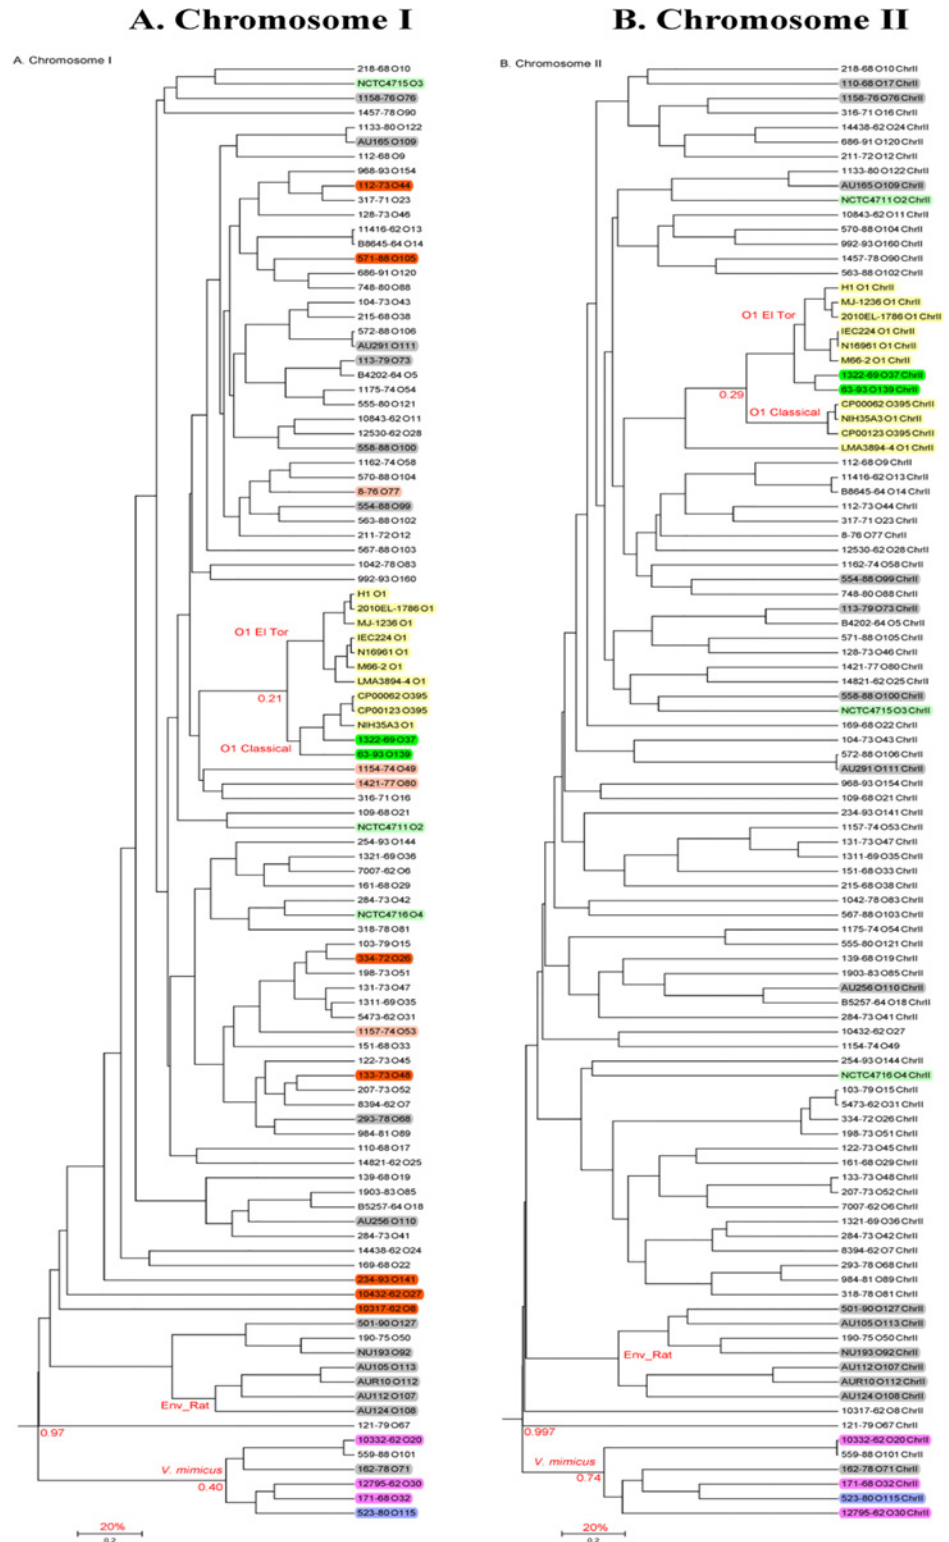 A. Chromosome I
A. Chromosome I
218-68 O10
NCTC4715 O3
1158-76 O76
1457-78 O90
1133-80 O122
AU165 O109
112-68 O9
968-93 O154
112-73 O44
317-71 O23
128-73 O46
11416-62 O13
B8645-64 O14
571-88 O105
686-91 O120
748-80 O88
104-73 O43
215-68 O38
572-88 O106
AU291 O111
113-79 O73
B4202-64 O5
1175-74 O54
555-80 O121
10843-62 O11
12530-62 O28
558-88 O100
1162-74 O58
570-88 O104
8-76 O77
554-88 O99
563-88 O102
211-72 O12
567-88 O103
1042-78 O83
992-93 O160
H1 O1
2010EL-1786 O1
MJ-1236 O1
O1 El Tor
IEC224 O1
N16961 O1
M66-2 O1
LMA3894-4 O1
0.21
CP00062 O395
CP00123 O395
NIH35A3 O1
O1 Classical
1322-69 O37
63-93 O139
1154-74 O49
1421-77 O80
316-71 O16
109-68 O21
NCTC4711 O2
254-93 O144
1321-69 O36
7007-62 O6
161-68 O29
284-73 O42
NCTC4716 O4
318-78 O81
103-79 O15
334-72 O26
198-73 O51
131-73 O47
1311-69 O35
5473-62 O31
1157-74 O53
151-68 O33
122-73 O45
133-73 O48
207-73 O52
8394-62 O7
293-78 O68
984-81 O89
110-68 O17
14821-62 O25
139-68 O19
1903-83 O85
B5257-64 O18
AU256 O110
284-73 O41
14438-62 O24
169-68 O22
234-93 O141
10432-62 O27
10317-62 O8
501-90 O127
190-75 O50
NU193 O92
AU105 O113
AUR10 O112
AU112 O107
Env_Rat
AU124 O108
121-79 O67
0.97
10332-62 O20
559-88 O101
V. mimicus
162-78 O71
0.40
12795-62 O30
171-68 O32
523-80 O115
20%
0.2
B. Chromosome II
B. Chromosome II
218-68 O10 ChrII
110-68 O17 ChrII
1158-76 O76 ChrII
316-71 O16 ChrII
14438-62 O24 ChrII
686-91 O120 ChrII
211-72 O12 ChrII
1133-80 O122 ChrII
AU165 O109 ChrII
NCTC4711 O2 ChrII
10843-62 O11 ChrII
570-88 O104 ChrII
992-93 O160 ChrII
1457-78 O90 ChrII
563-88 O102 ChrII
H1 O1 ChrII
MJ-1236 O1 ChrII
O1 El Tor
2010EL-1786 O1 ChrII
IEC224 O1 ChrII
N16961 O1 ChrII
M66-2 O1 ChrII
1322-69 O37 ChrII
63-93 O139 ChrII
0.29
CP00062 O395 ChrII
O1 Classical
NIH35A3 O1 ChrII
CP00123 O395 ChrII
LMA3894-4 O1 ChrII
112-68 O9 ChrII
11416-62 O13 ChrII
B8645-64 O14 ChrII
112-73 O44 ChrII
317-71 O23 ChrII
8-76 O77 ChrII
12530-62 O28 ChrII
1162-74 O58 ChrII
554-88 O99 ChrII
748-80 O88 ChrII
113-79 O73 ChrII
B4202-64 O5 ChrII
571-88 O105 ChrII
128-73 O46 ChrII
1421-77 O80 ChrII
14821-62 O25 ChrII
558-88 O100 ChrII
NCTC4715 O3 ChrII
169-68 O22 ChrII
104-73 O43 ChrII
572-88 O106 ChrII
AU291 O111 ChrII
968-93 O154 ChrII
109-68 O21 ChrII
234-93 O141 ChrII
1157-74 O53 ChrII
131-73 O47 ChrII
1311-69 O35 ChrII
151-68 O33 ChrII
215-68 O38 ChrII
1042-78 O83 ChrII
567-88 O103 ChrII
1175-74 O54 ChrII
555-80 O121 ChrII
139-68 O19 ChrII
1903-83 O85 ChrII
AU256 O110 ChrII
B5257-64 O18 ChrII
284-73 O41 ChrII
10432-62 O27
1154-74 O49
254-93 O144 ChrII
NCTC4716 O4 ChrII
103-79 O15 ChrII
5473-62 O31 ChrII
334-72 O26 ChrII
198-73 O51 ChrII
122-73 O45 ChrII
161-68 O29 ChrII
133-73 O48 ChrII
207-73 O52 ChrII
7007-62 O6 ChrII
1321-69 O36 ChrII
284-73 O42 ChrII
8394-62 O7 ChrII
293-78 O68 ChrII
984-81 O89 ChrII
318-78 O81 ChrII
501-90 O127 ChrII
AU105 O113 ChrII
190-75 O50 ChrII
Env_Rat
NU193 O92 ChrII
AU112 O107 ChrII
AUR10 O112 ChrII
AU124 O108 ChrII
10317-62 O8 ChrII
121-79 O67 ChrII
0.997
10332-62 O20 ChrII
559-88 O101 ChrII
V. mimicus
162-78 O71 ChrII
0.74
171-68 O32 ChrII
523-80 O115 ChrII
12795-62 O30 ChrII
20%
0.2